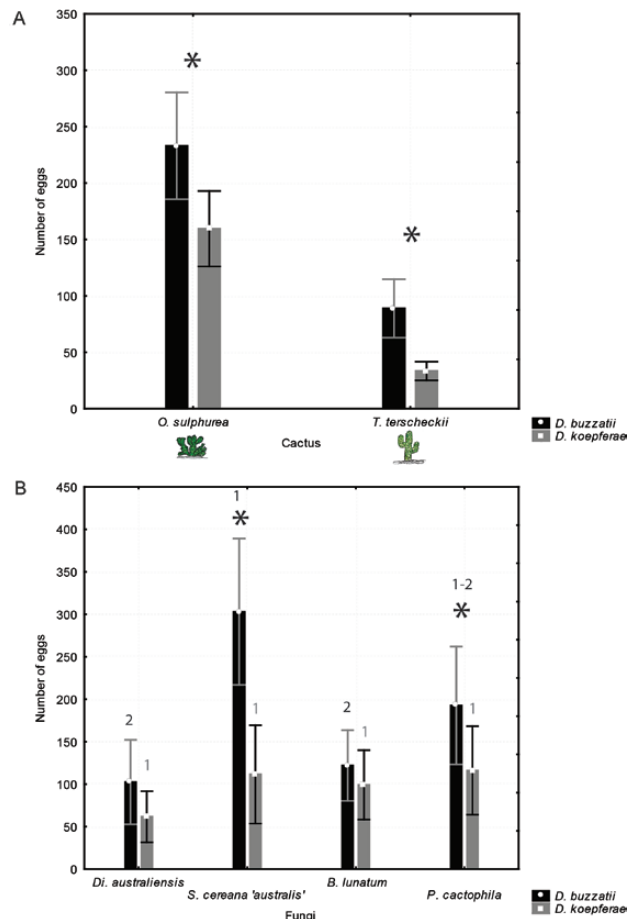 A
350
300
250
200
150
100
50
0
Number of eggs
*
*
O. sulphurea
T. terscheckii
Cactus
D. buzzatii
D. koepferae
B
450
400
350
300
250
200
150
100
50
0
Number of eggs
2
1
1
*
1
2
1
1-2
*
1
Di. australiensis
S. cereana 'australis'
B. lunatum
P. cactophila
Fungi
D. buzzatii
D. koepferae